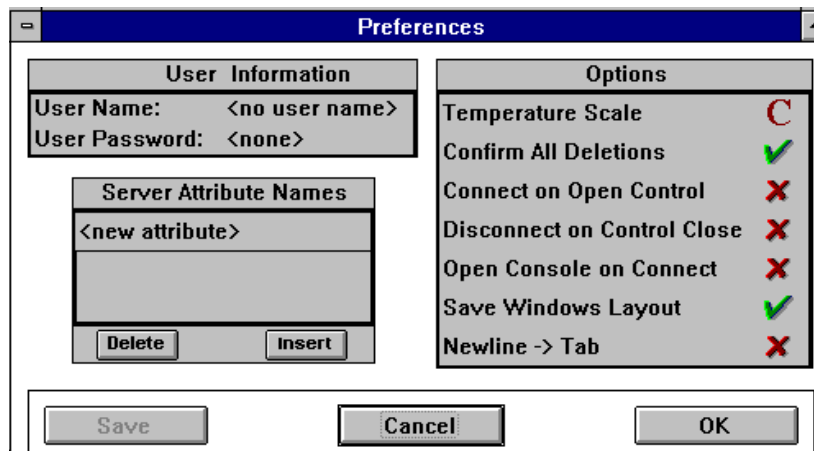 Preferences
User Information
User Name: <no user name>
User Password: <none>
Server Attribute Names
<new attribute>
Delete Insert
Options
Temperature Scale C
Confirm All Deletions
Connect on Open Control
Disconnect on Control Close
Open Console on Connect
Save Windows Layout
Newline -> Tab
Save Cancel OK